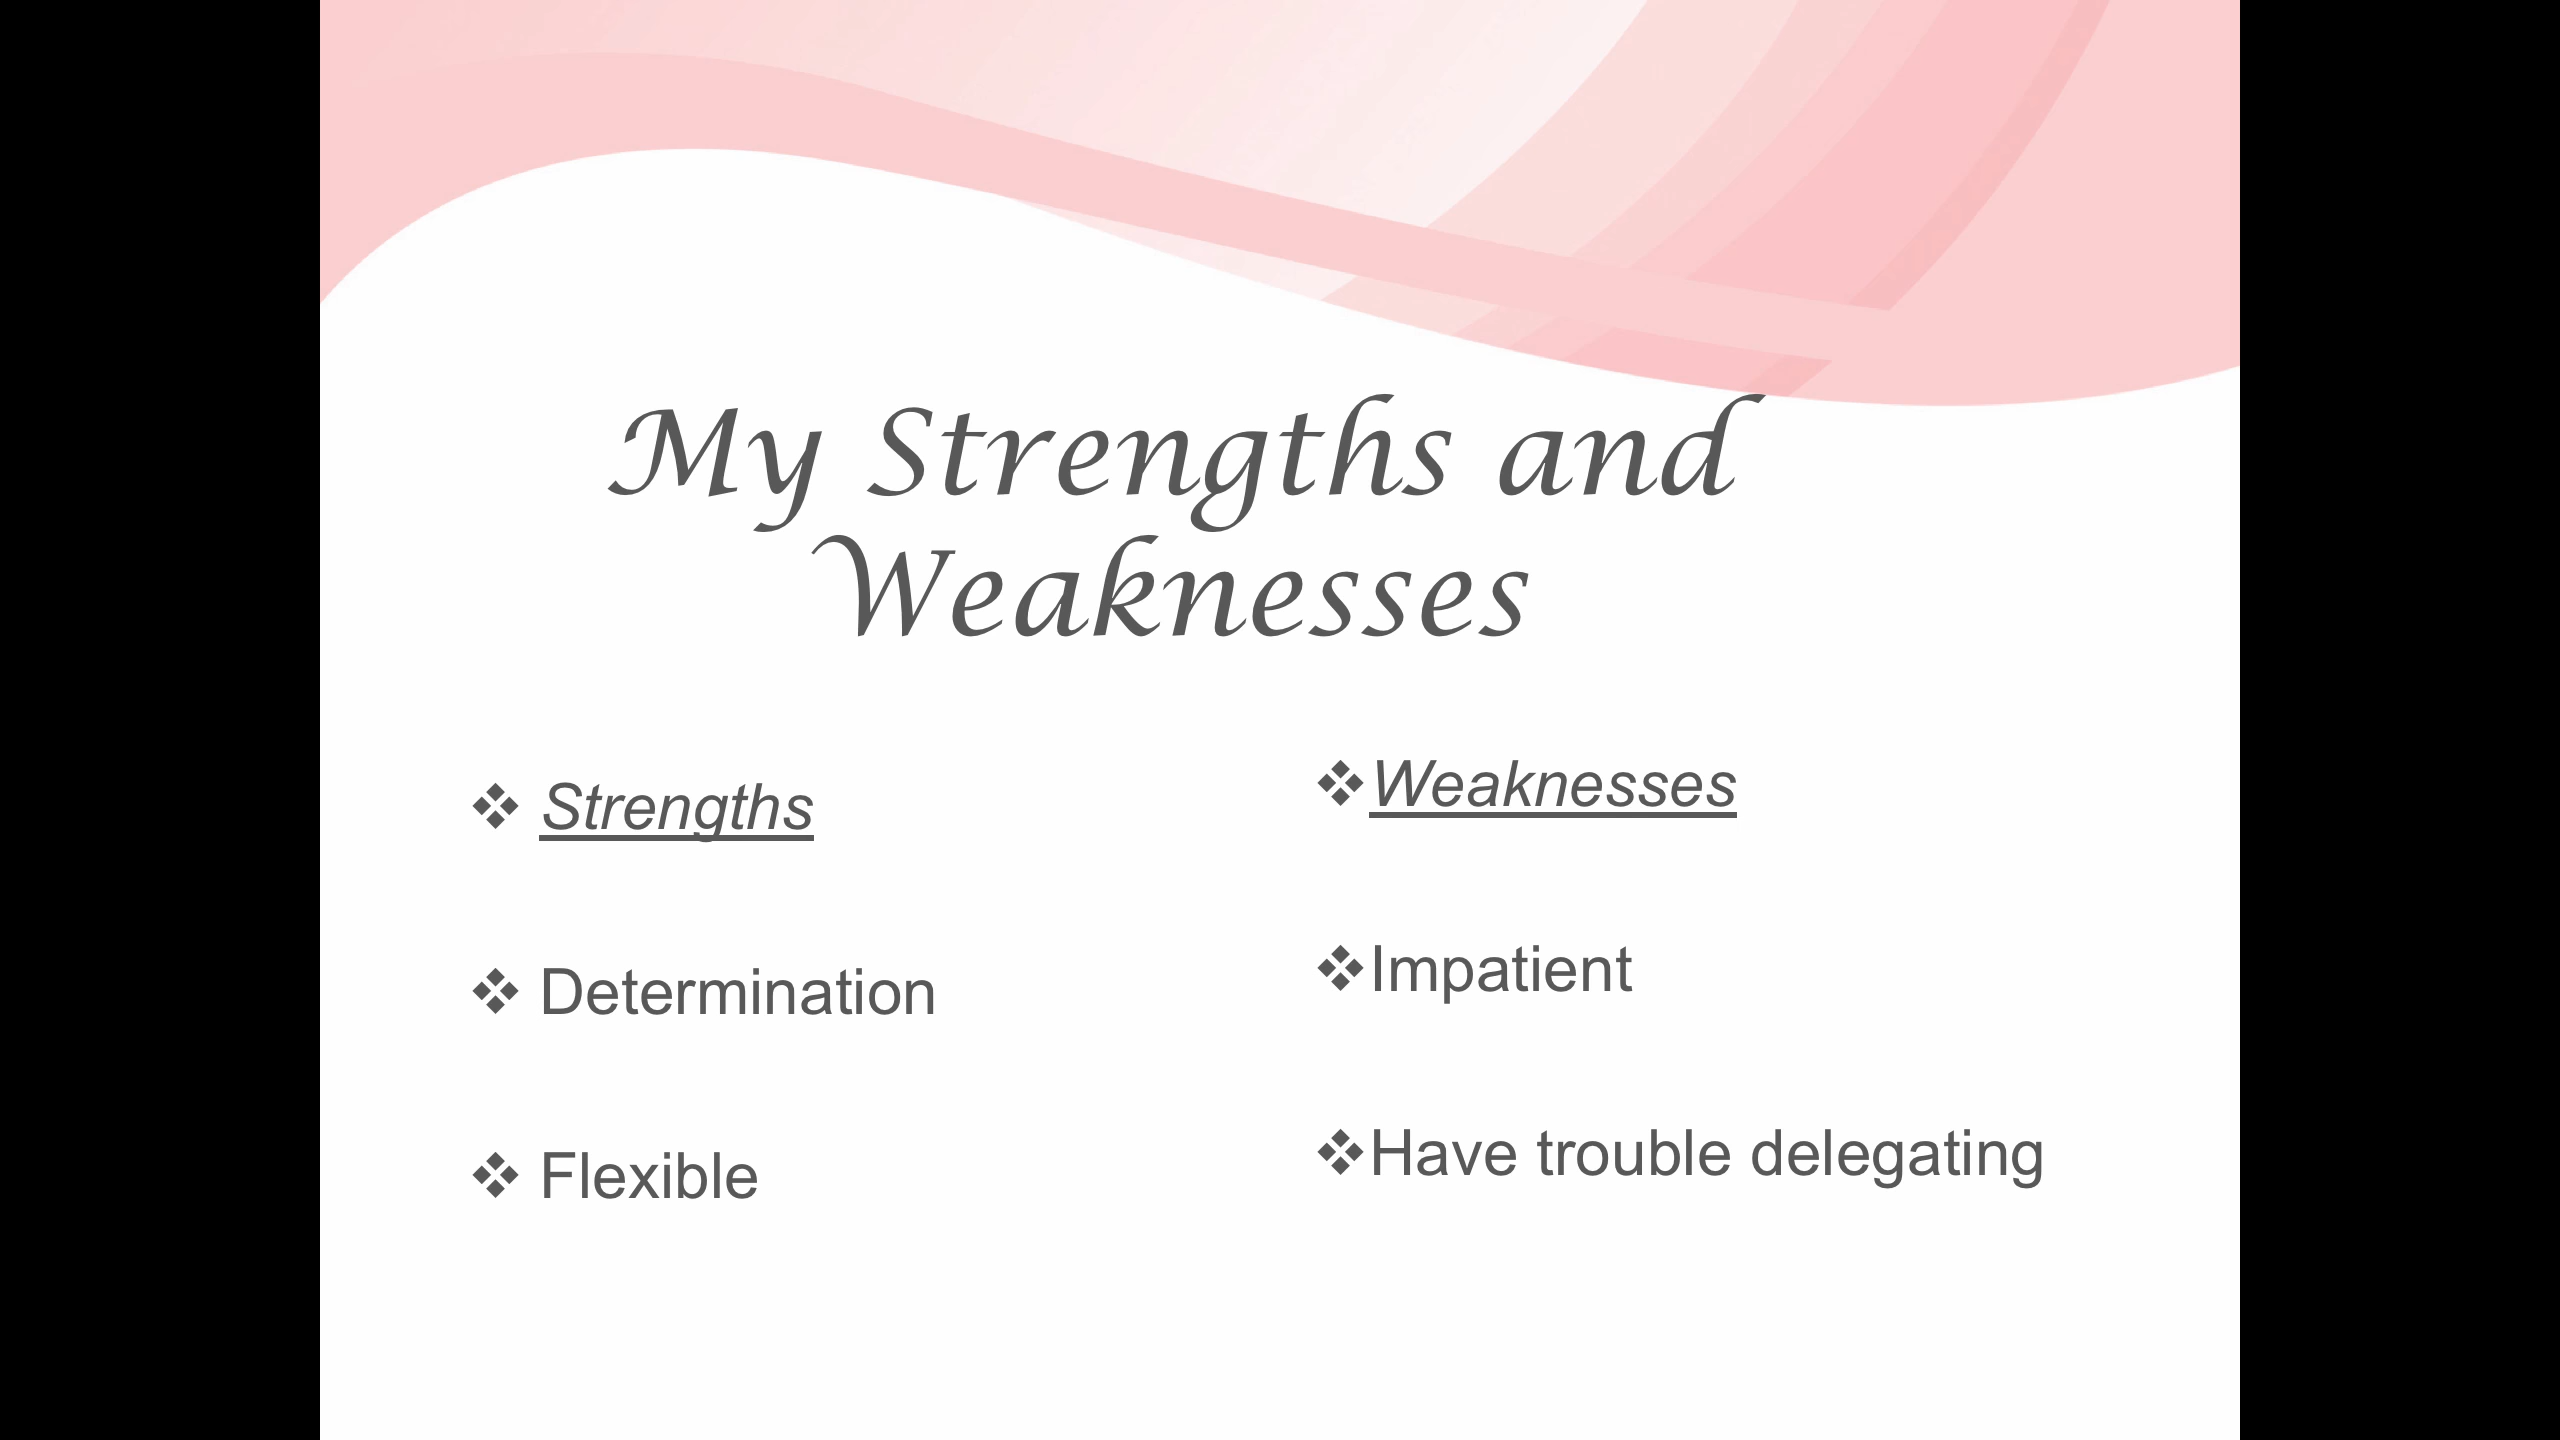 My Strengths and
Weaknesses
❖ Strengths
❖ Determination
❖ Flexible
❖Weaknesses
❖Impatient
❖Have trouble delegating